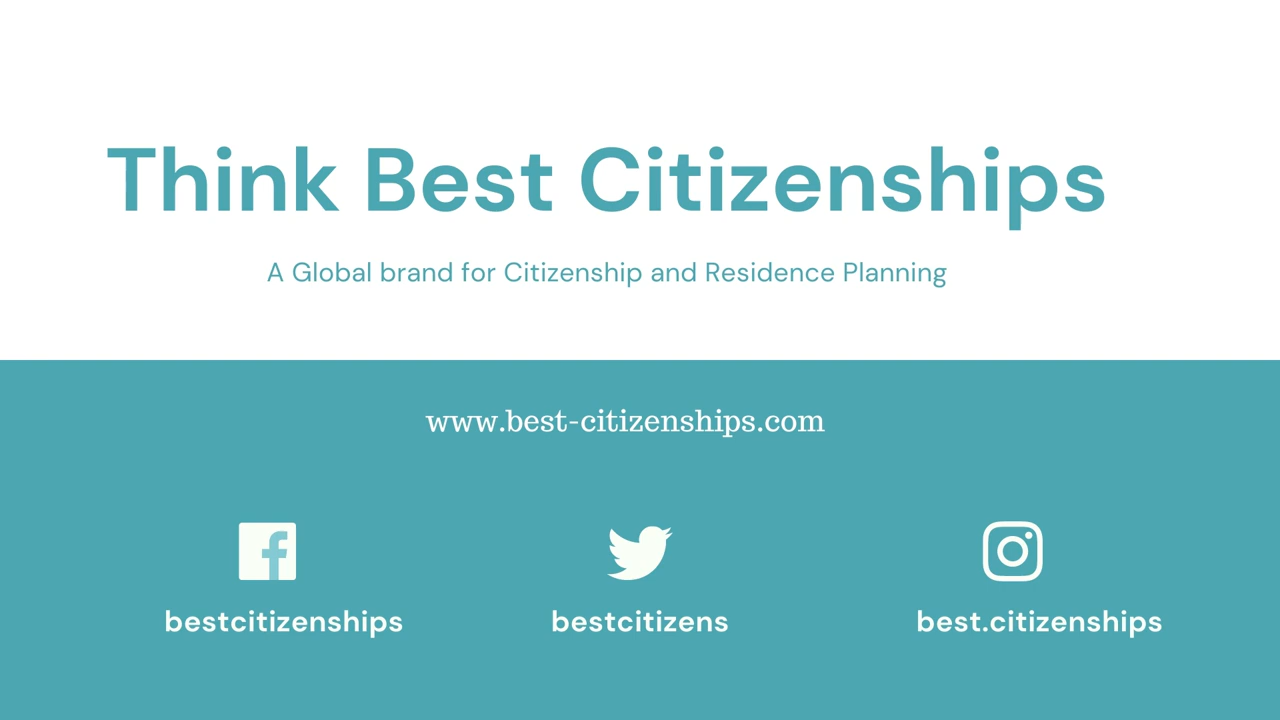 Think Best Citizenships
A Global brand for Citizenship and Residence Planning
www.best-citizenships.com
bestcitizenships
bestcitizens
best.citizenships